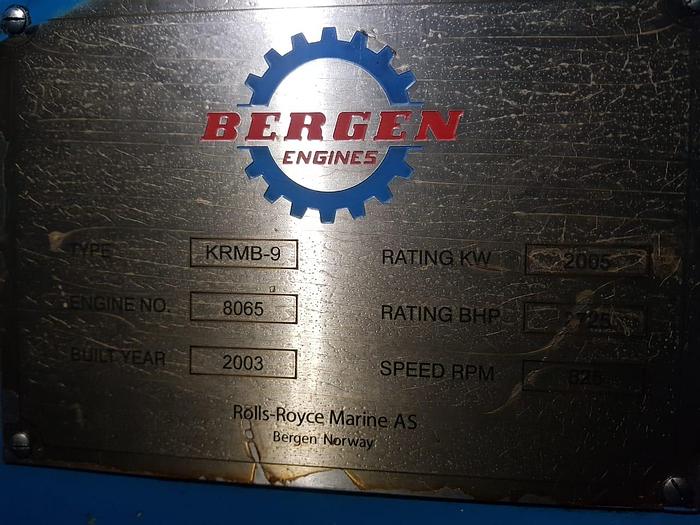 BERGEN
ENGINES
TYPE KRMB-9 RATING KW 2005
ENGINE NO. 8065 RATING BHP 2725
BUILT YEAR 2003 SPEED RPM 825
Rolls-Royce Marine AS
Bergen Norway